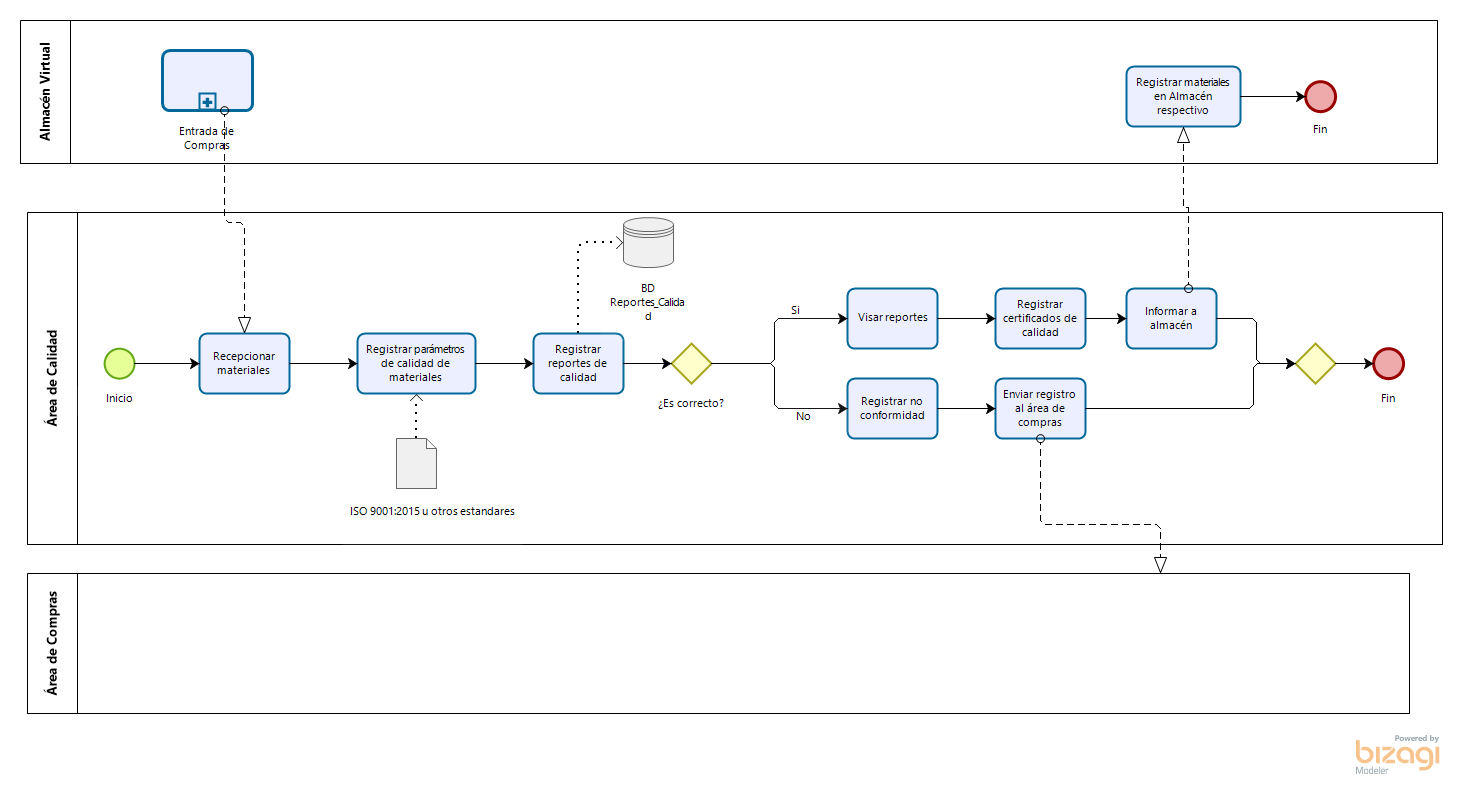 Almacén Virtual
Entrada de
Compras
Registrar materiales
en Almacén
respectivo
Fin
Área de Calidad
Inicio
Recepcionar
materiales
Registrar parámetros
de calidad de
materiales
ISO 9001:2015 u otros estandares
Registrar
reportes de
calidad
BD
Reportes_Calida
d
¿Es correcto?
Si
No
Visar reportes
Registrar
certificados de
calidad
Informar a
almacén
Registrar no
conformidad
Enviar registro
al área de
compras
Fin
Área de Compras
Powered by
bizagi
Modeler